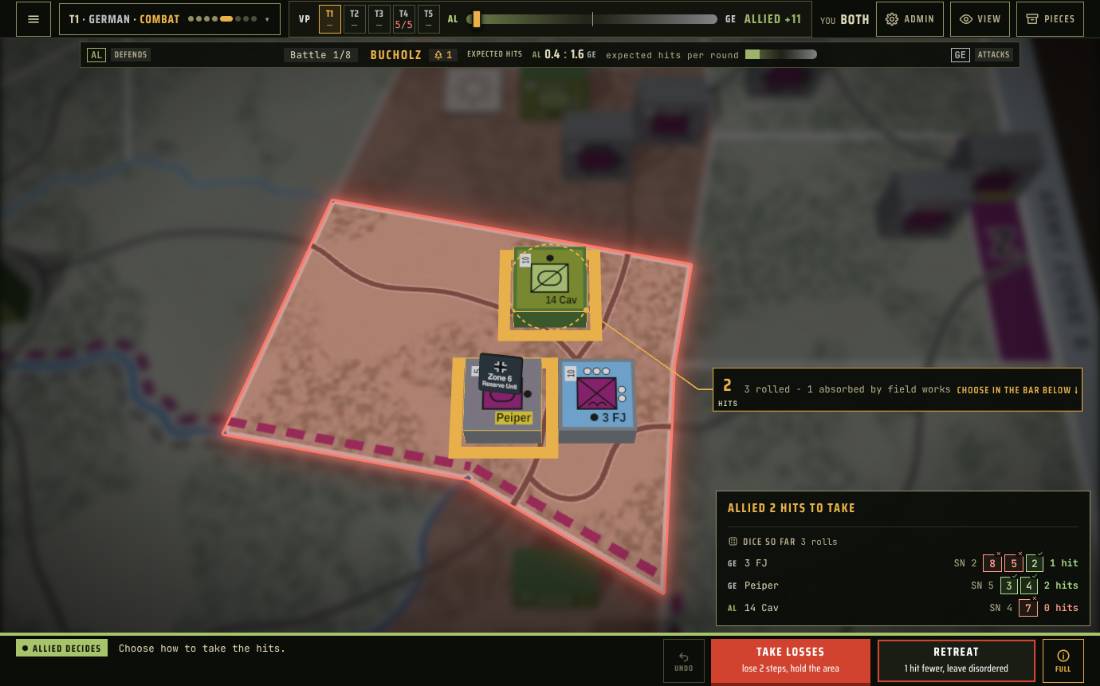 T1 · GERMAN · COMBAT
VP
T1
–
T2
–
T3
–
T4
5/5
T5
–
AL
GE
ALLIED +11
YOU BOTH
ADMIN
VIEW
PIECES
AL DEFENDS
Battle 1/8
BUCHOLZ
1
EXPECTED HITS
AL 0.4 : 1.6 GE
expected hits per round
GE ATTACKS
10
14 Cav
Zone 6
Reserve Unit
Peiper
10
3 FJ
2
HITS
3 rolled - 1 absorbed by field works
CHOOSE IN THE BAR BELOW ↓
ALLIED 2 HITS TO TAKE
DICE SO FAR 3 rolls
GE 3 FJ SN 2 8 5 2 1 hit
GE Peiper SN 5 3 4 2 hits
AL 14 Cav SN 4 7 0 hits
ALLIED DECIDES
Choose how to take the hits.
UNDO
TAKE LOSSES
lose 2 steps, hold the area
RETREAT
1 hit fewer, leave disordered
FULL